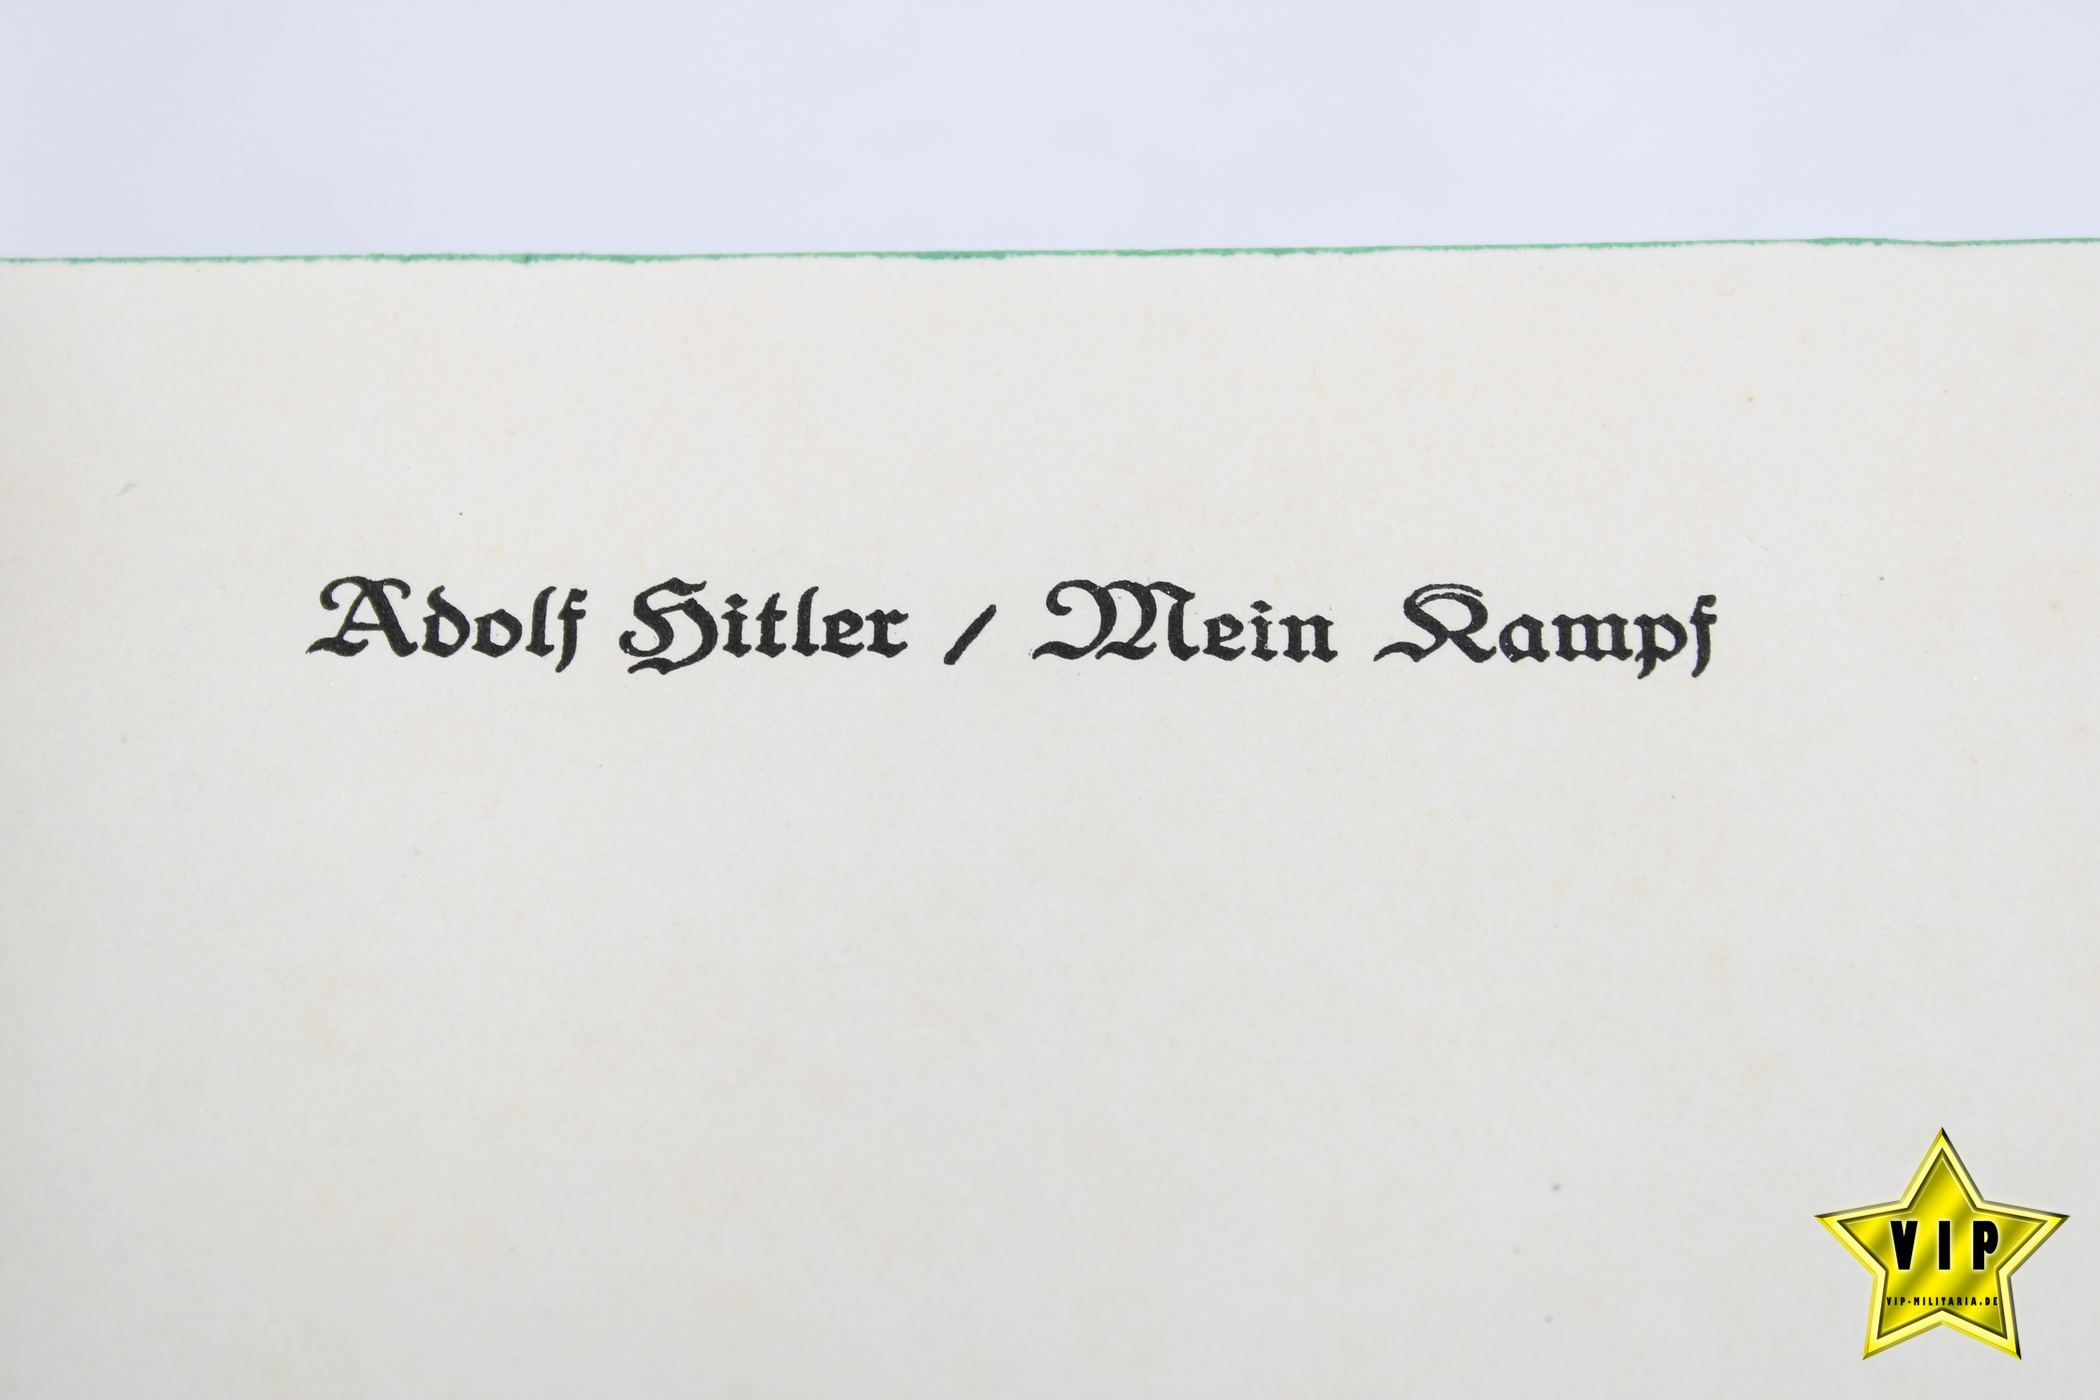 Adolf Hitler / Mein Kampf
VIP
VIP-MILITARIA.DE